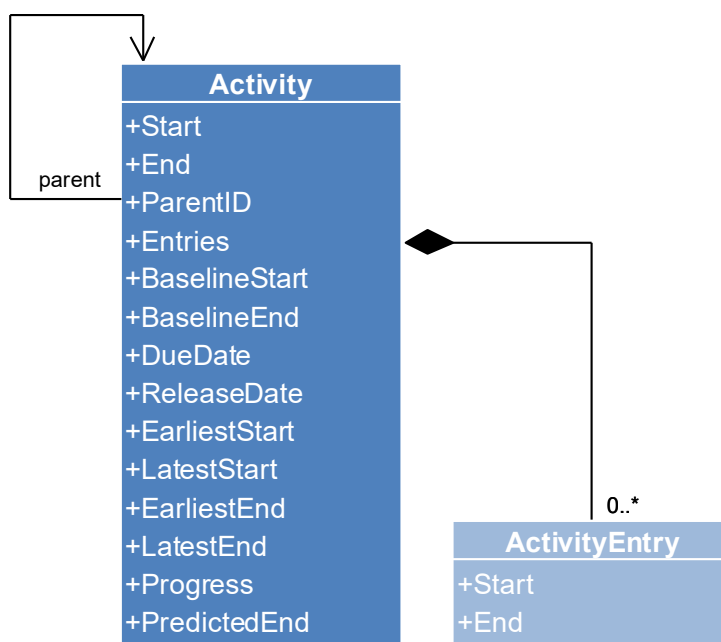 Activity
+Start
+End
parent
+ParentID
+Entries
+BaselineStart
+BaselineEnd
+DueDate
+ReleaseDate
+EarliestStart
+LatestStart
+EarliestEnd
+LatestEnd
+Progress
+PredictedEnd
0..*
ActivityEntry
+Start
+End